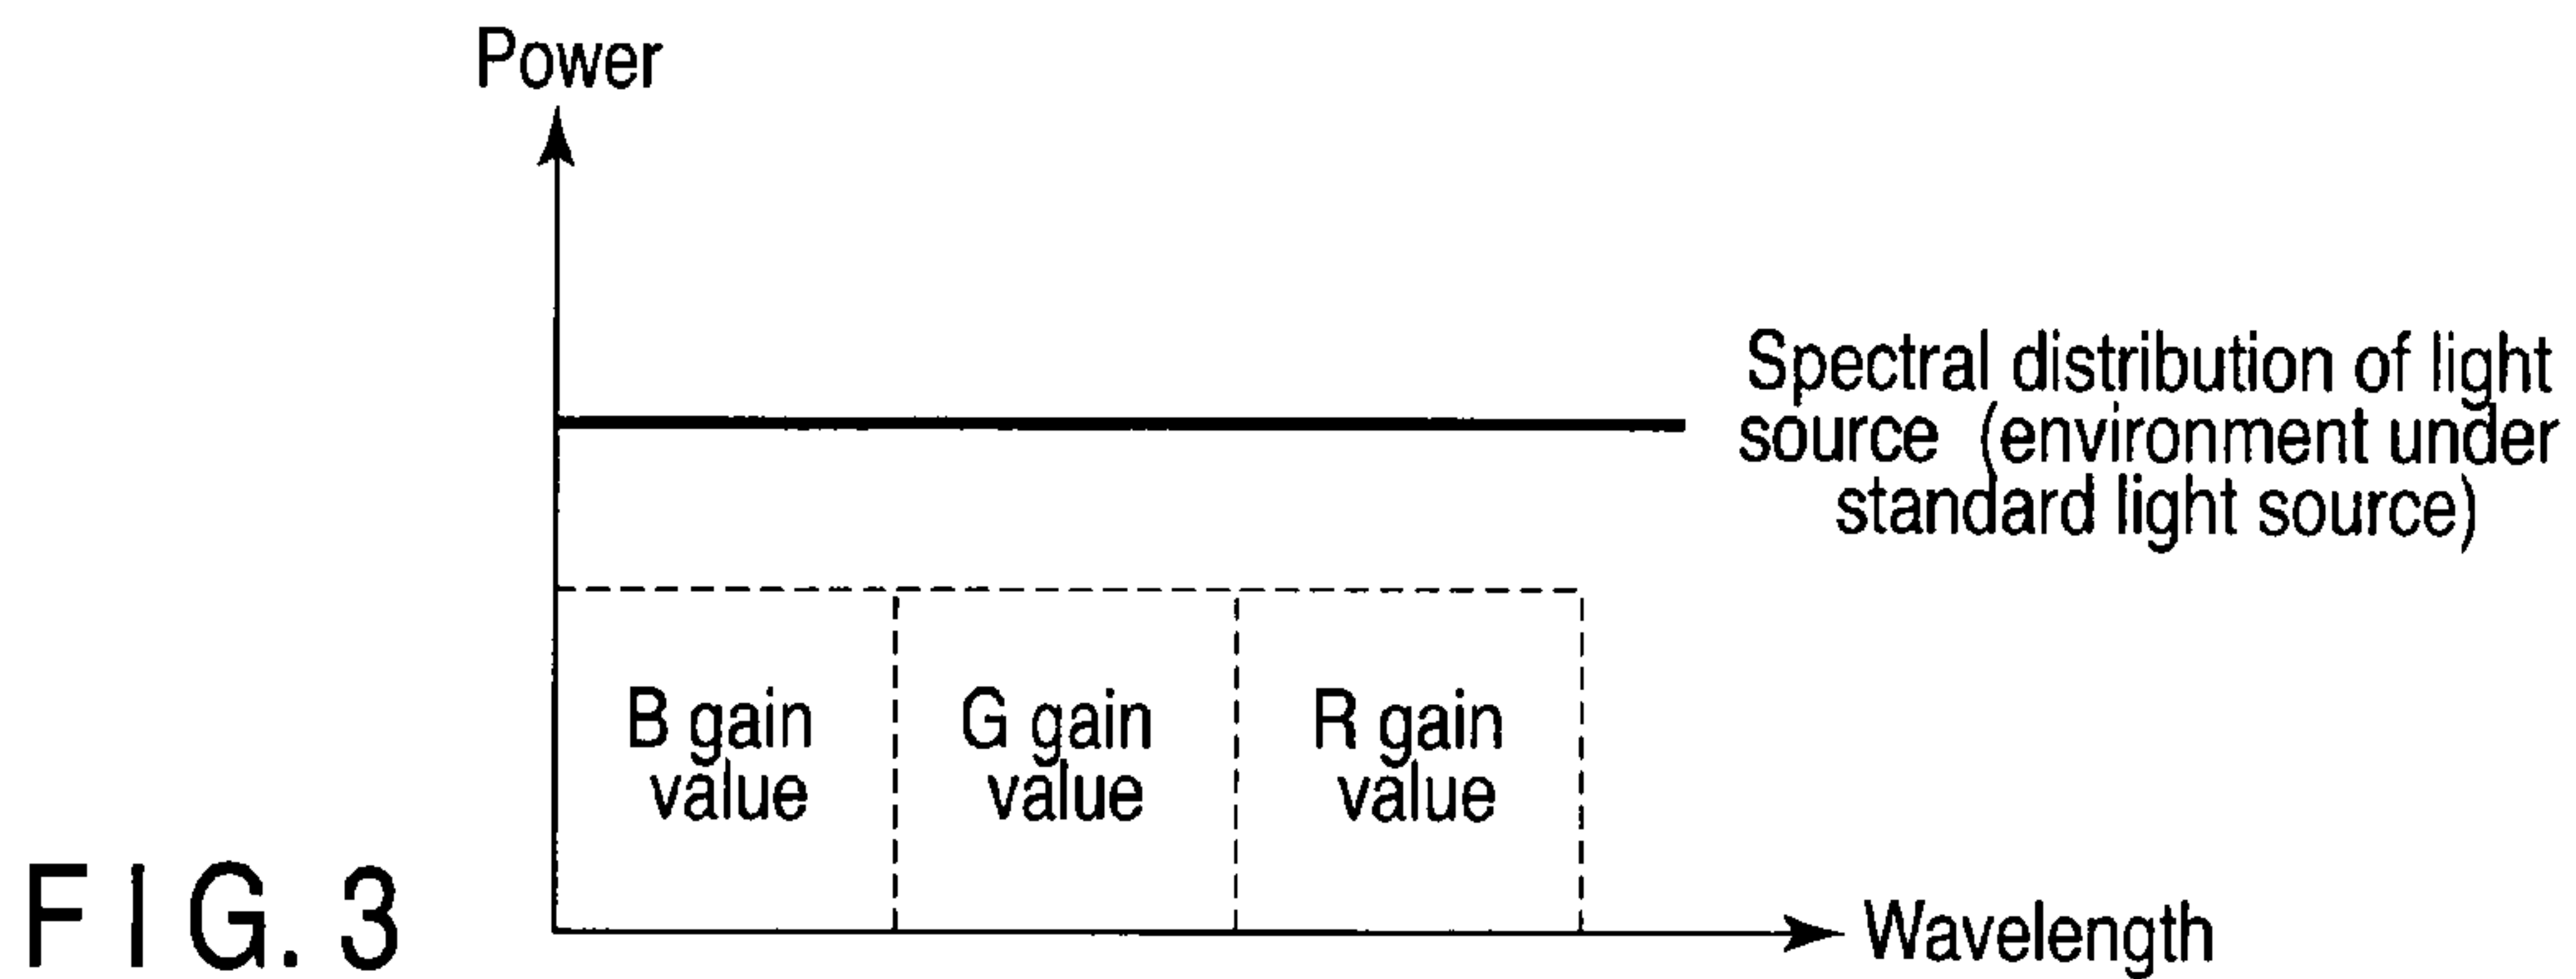 Power
Spectral distribution of light
source (environment under
standard light source)
B gain
value
G gain
value
R gain
value
Wavelength
FIG. 3